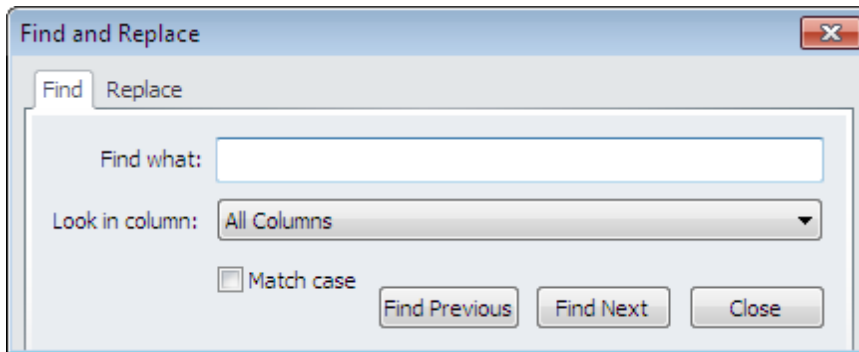 Find and Replace
Find Replace
Find what:
Look in column: All Columns
Match case
Find Previous Find Next Close